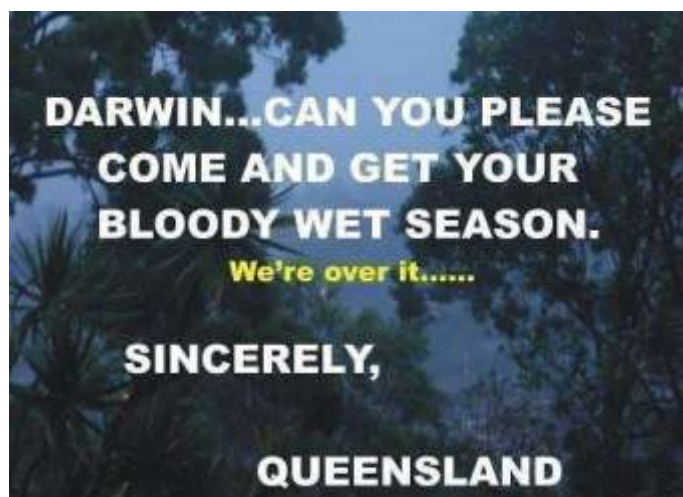 DARWIN...CAN YOU PLEASE
COME AND GET YOUR
BLOODY WET SEASON.
We're over it......
SINCERELY,
QUEENSLAND